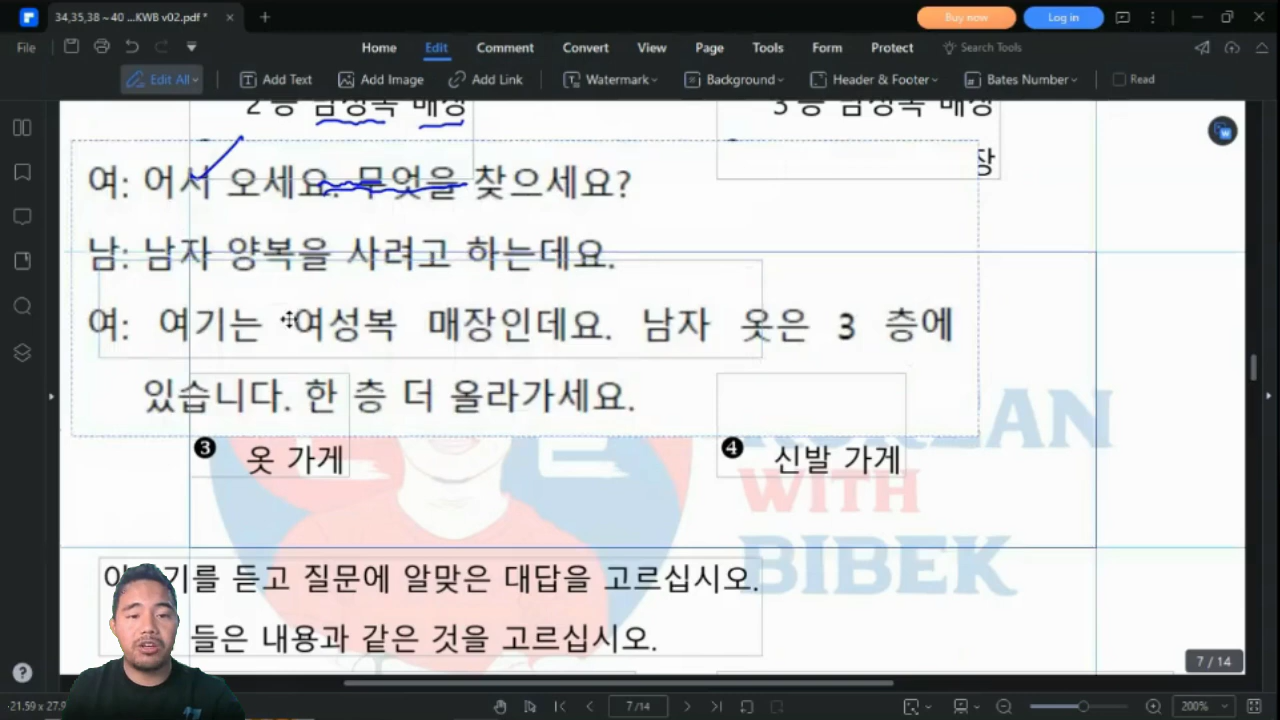 34,35,38 ~ 40 ...KWB v02.pdf *
Buy now
Log in
File
Home
Edit
Comment
Convert
View
Page
Tools
Form
Protect
Search Tools
Edit All
Add Text
Add Image
Add Link
Watermark
Background
Header & Footer
Bates Number
Read
2 층 남성복 매장
3 층 남성복 매장
장
여: 어서 오세요. 무엇을 찾으세요?
남: 남자 양복을 사려고 하는데요.
여: 여기는 여성복 매장인데요. 남자 옷은 3 층에
있습니다. 한 층 더 올라가세요.
KOREAN
WITH
BIBEK
❸ 옷 가게
❹ 신발 가게
기를 듣고 질문에 알맞은 대답을 고르십시오.
들은 내용과 같은 것을 고르십시오.
7 / 14
7 /14
200%